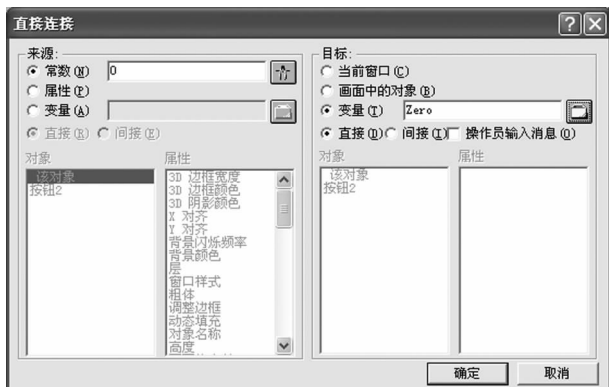 直接连接
来源:
常数(N) 0
属性(P)
变量(A)
直接(R) 间接(E)
对象
属性
该对象
按钮2
3D 边框宽度
3D 边框颜色
3D 阴影颜色
X 对齐
Y 对齐
背景闪烁频率
背景颜色
层
窗口样式
粗体
调整边框
动态填充
对象名称
高度
目标:
当前窗口(C)
画面中的对象(B)
变量(T) Zero
直接(D) 间接(I) 操作员输入消息(O)
对象
属性
该对象
按钮2
确定
取消